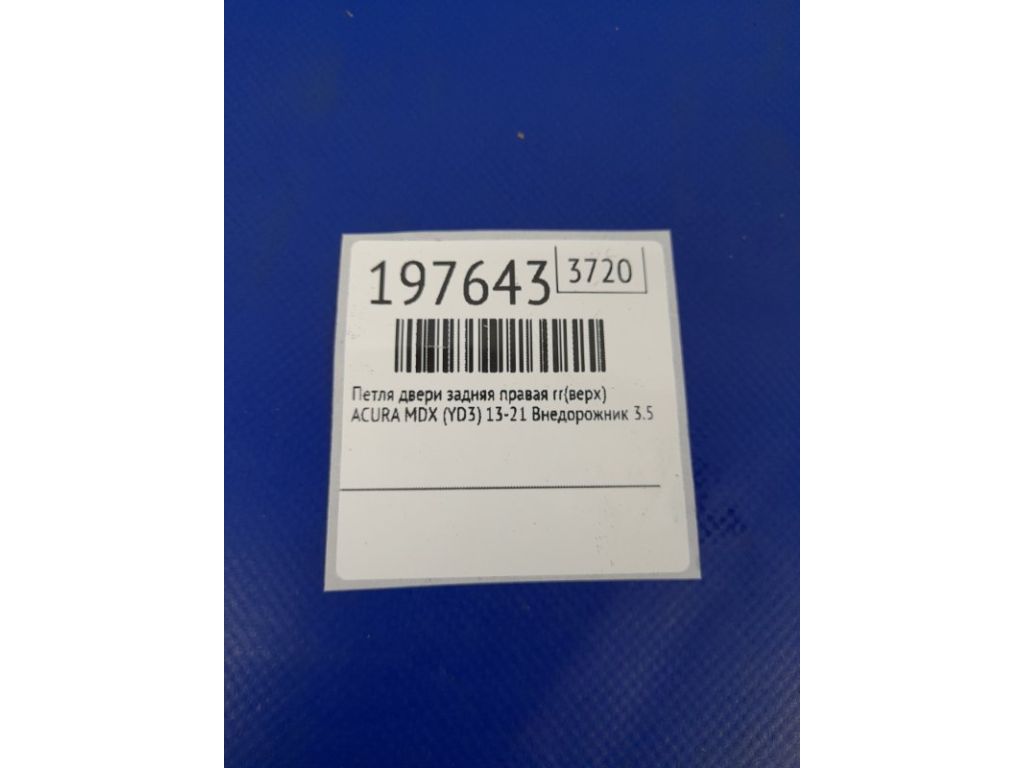 197643 3720
Петля двери задняя правая rr(верх)
ACURA MDX (YD3) 13-21 Внедорожник 3.5